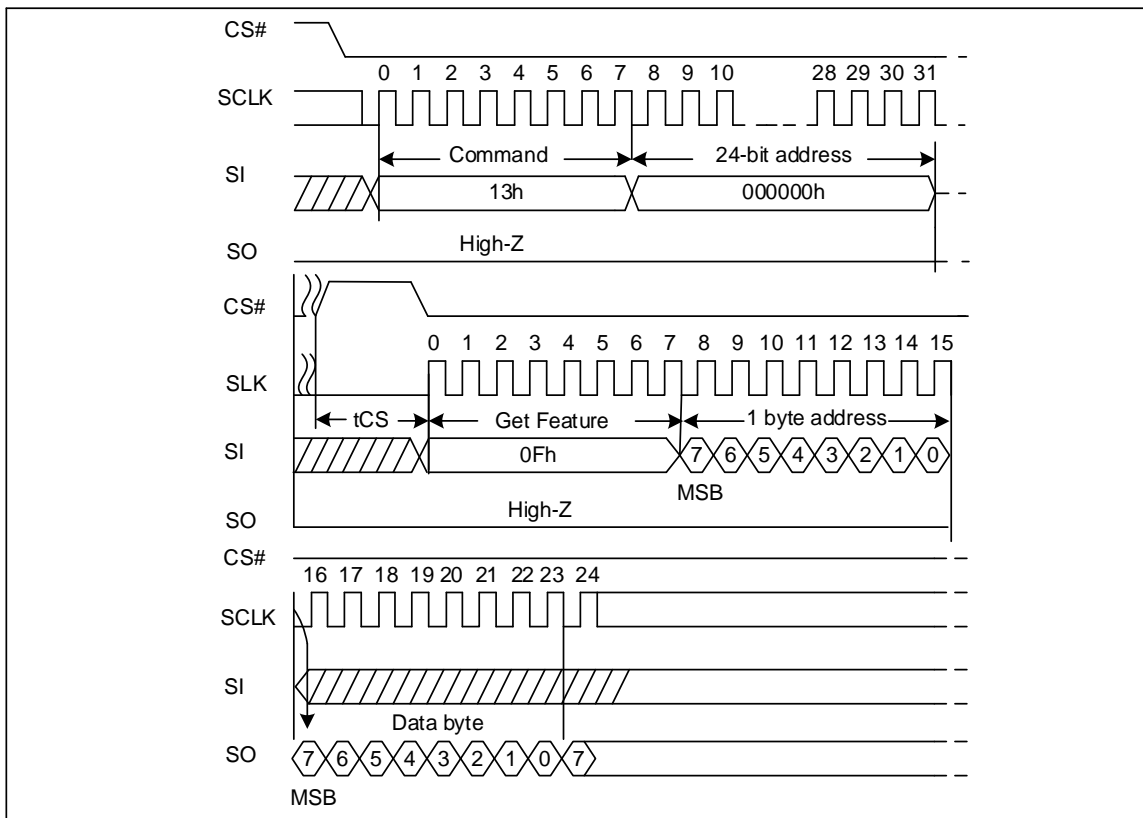 CS#
0 1 2 3 4 5 6 7 8 9 10 28 29 30 31
SCLK
Command 24-bit address
SI
13h 000000h
High-Z
SO
CS#
0 1 2 3 4 5 6 7 8 9 10 11 12 13 14 15
SLK
tCS Get Feature 1 byte address
SI
0Fh 7 6 5 4 3 2 1 0
MSB
High-Z
SO
CS#
16 17 18 19 20 21 22 23 24
SCLK
SI
Data byte
SO
7 6 5 4 3 2 1 0 7
MSB